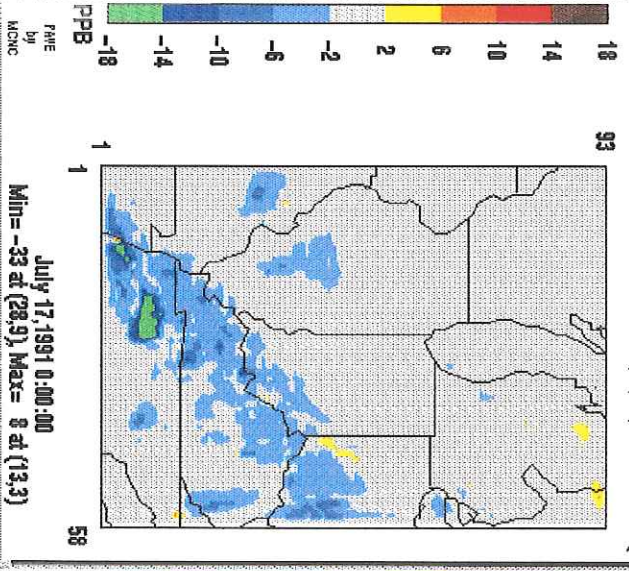 PPB
18
14
10
6
2
-2
-6
-10
-14
-18
PAVE
by
MCNC
93
1
1
58
July 17,1991 0:00:00
Min= -33 at (28,9), Max= 8 at (13,3)